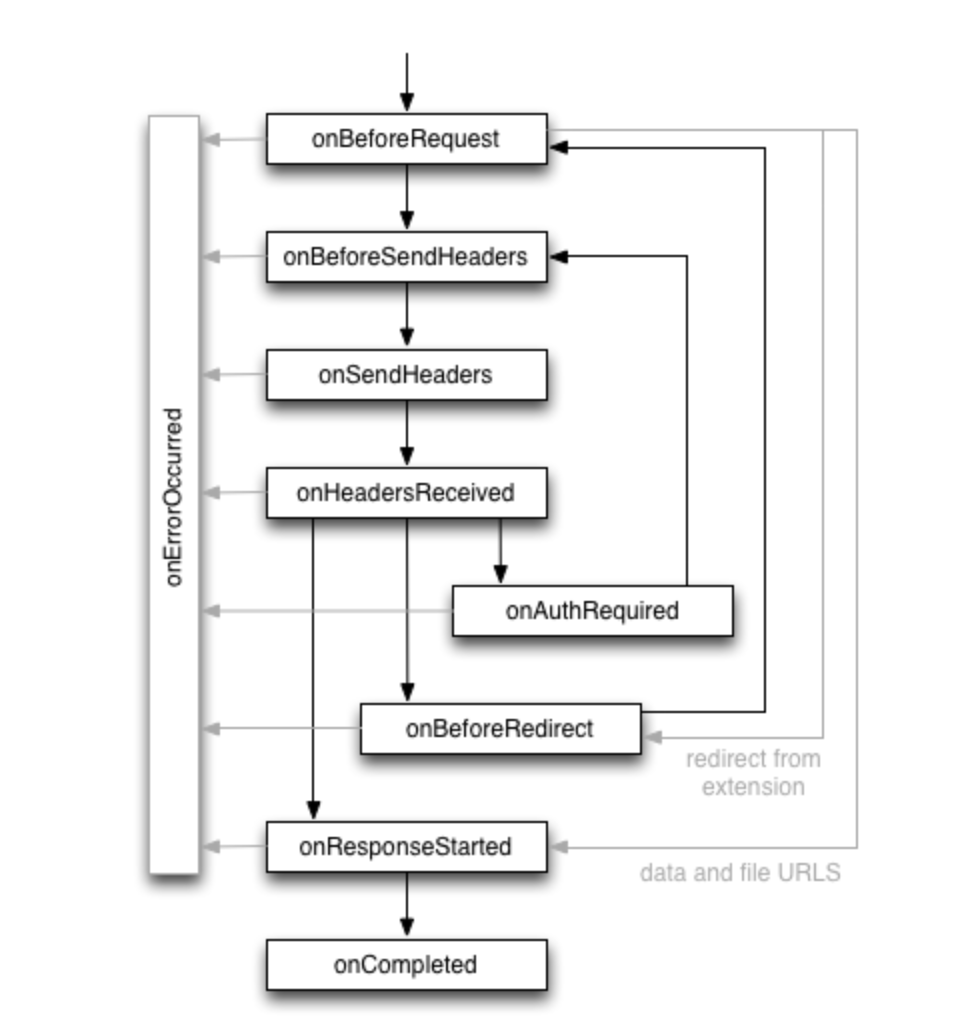 onBeforeRequest
onBeforeSendHeaders
onSendHeaders
onHeadersReceived
onErrorOccurred
onAuthRequired
onBeforeRedirect
redirect from
extension
onResponseStarted
data and file URLS
onCompleted